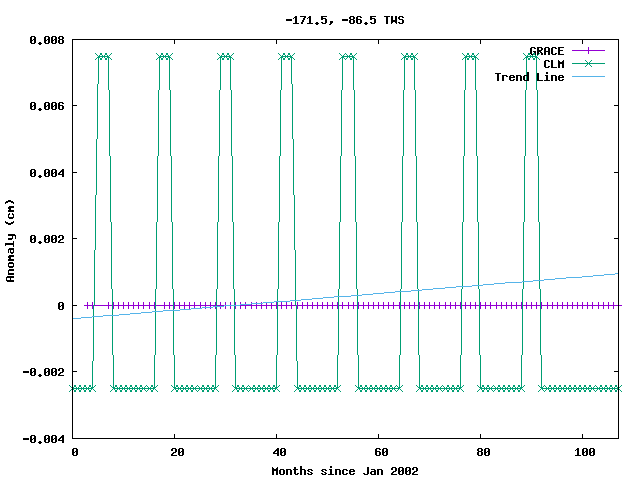 -171.5, -86.5 TWS
0.008
0.006
0.004
0.002
0
-0.002
-0.004
Anomaly (cm)
GRACE
CLM
Trend Line
0 20 40 60 80 100
Months since Jan 2002